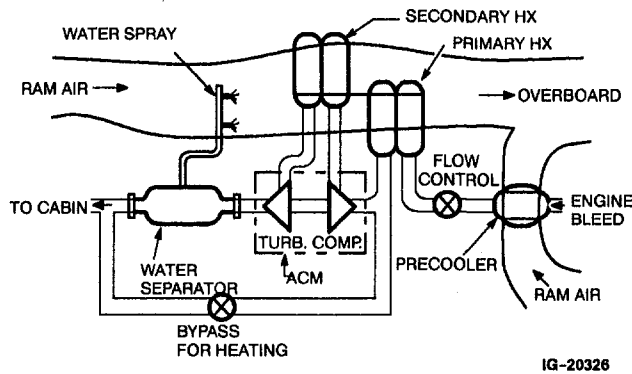 SECONDARY HX
WATER SPRAY
PRIMARY HX
RAM AIR
OVERBOARD
FLOW
CONTROL
TO CABIN
ENGINE
BLEED
TURB. COMP.
PRECOOLER
WATER
SEPARATOR
ACM
RAM AIR
BYPASS
FOR HEATING
IG-20326